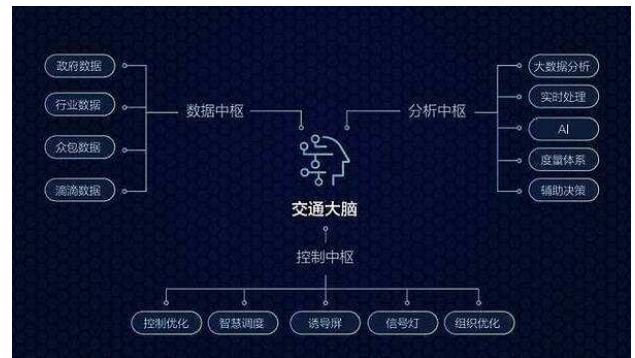 政府数据
行业数据
众包数据
滴滴数据
数据中枢
分析中枢
大数据分析
实时处理
AI
度量体系
辅助决策
交通大脑
控制中枢
控制优化
智慧调度
诱导屏
信号灯
组织优化